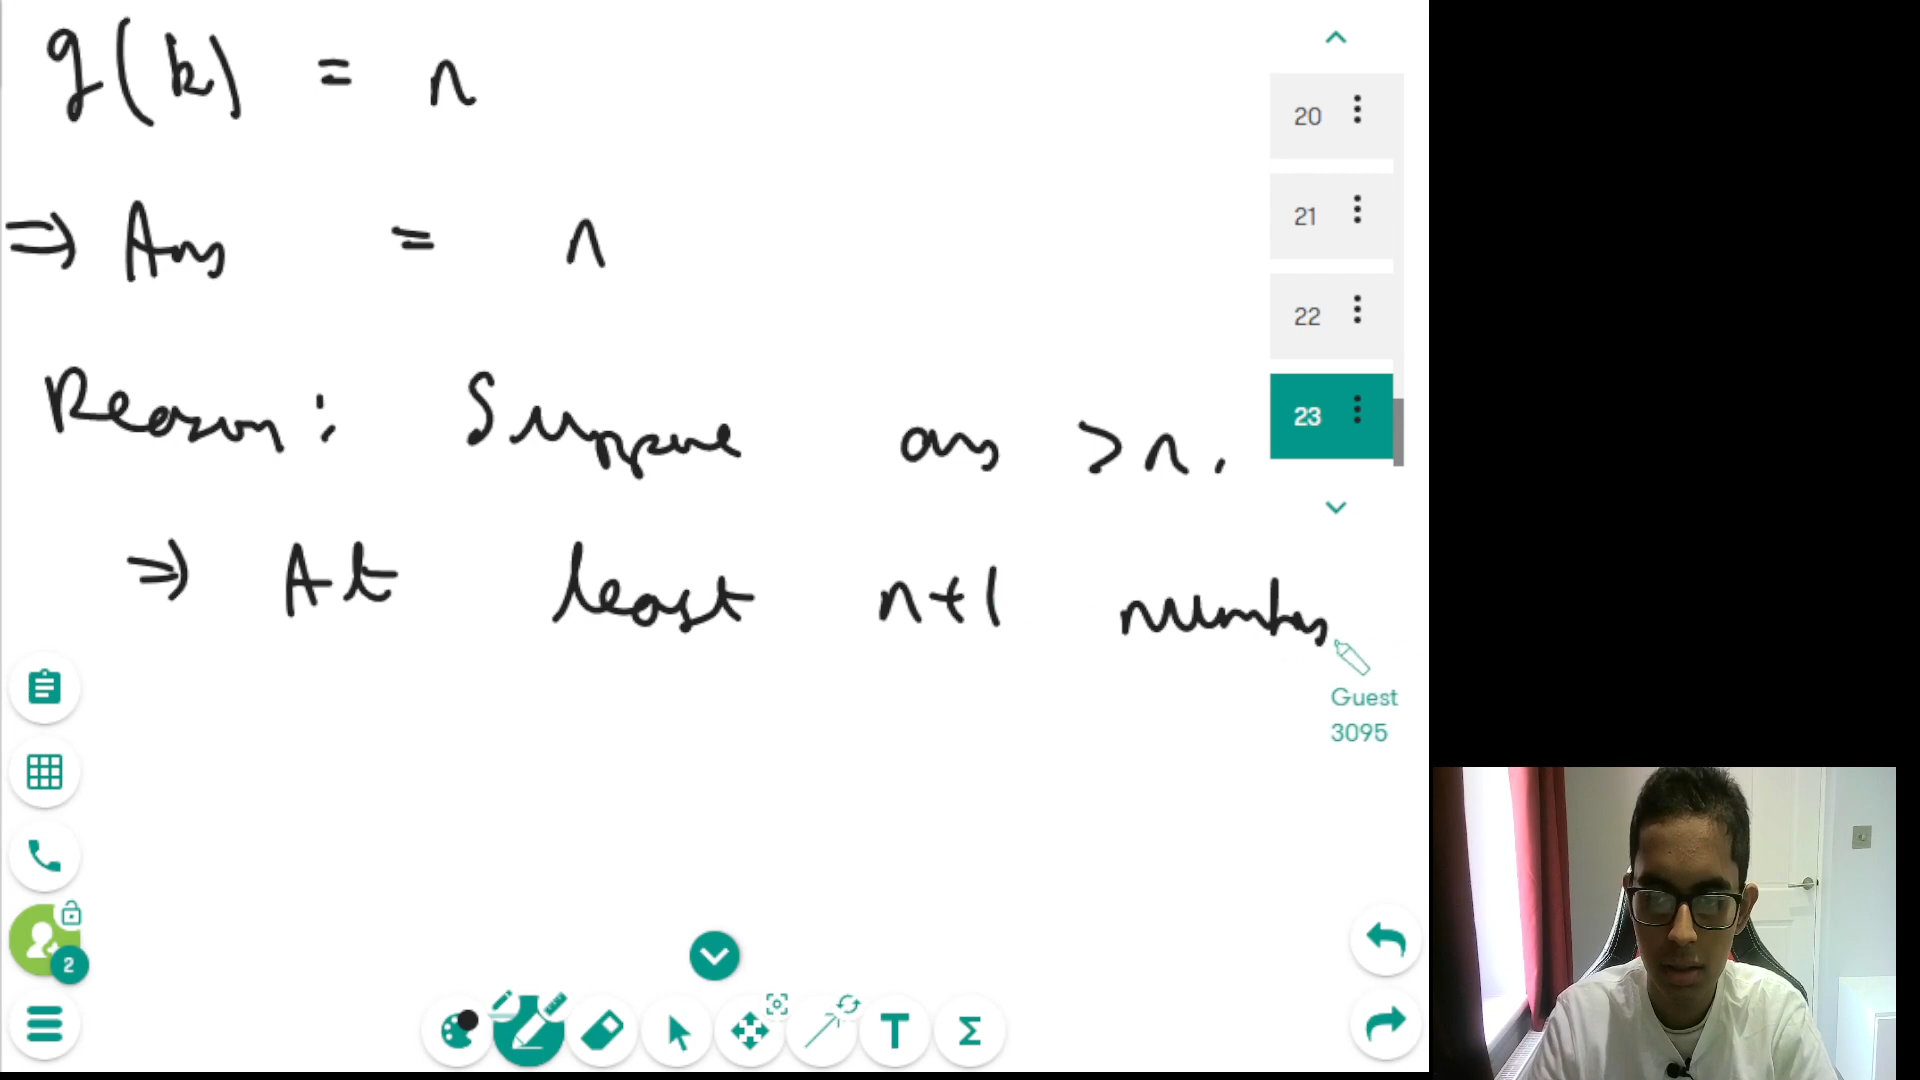 g(k) = n
⇒ Ans = n
Reason: Suppose ans > n.
⇒ At least n+1 numbers
20
21
22
23
Guest
3095
2
T
Σ